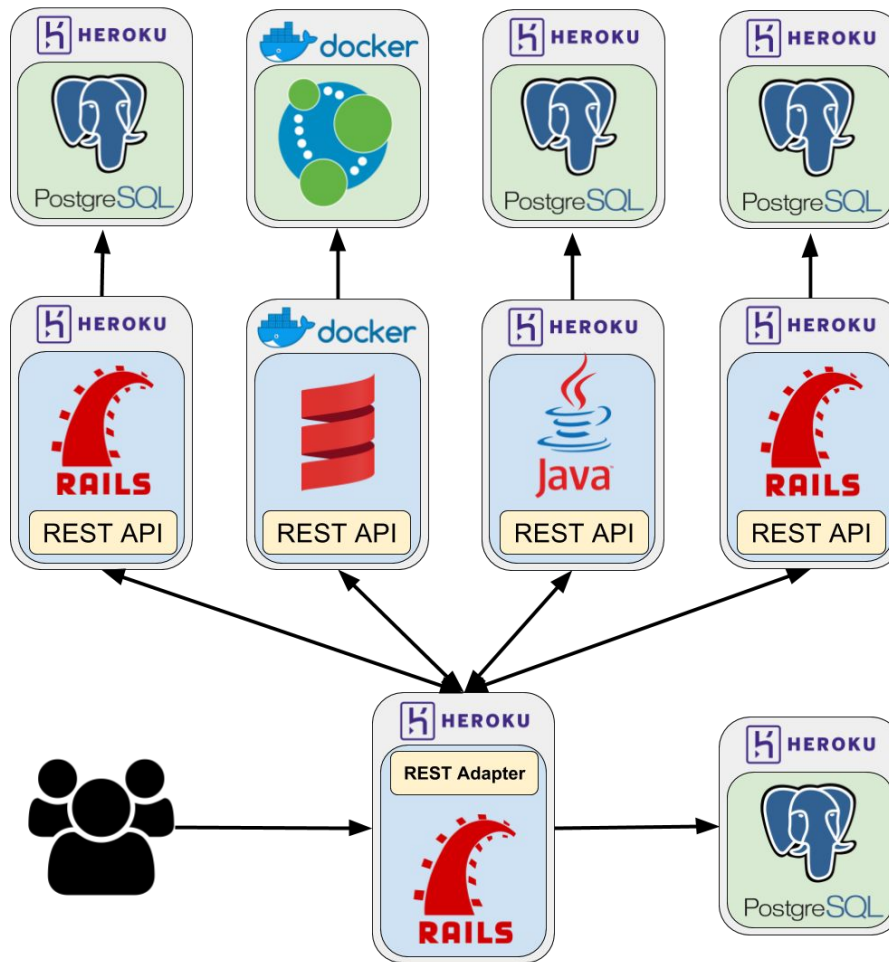 HEROKU
PostgreSQL
docker
HEROKU
PostgreSQL
HEROKU
PostgreSQL
HEROKU
RAILS
REST API
docker
REST API
HEROKU
Java
REST API
HEROKU
RAILS
REST API
HEROKU
REST Adapter
RAILS
HEROKU
PostgreSQL